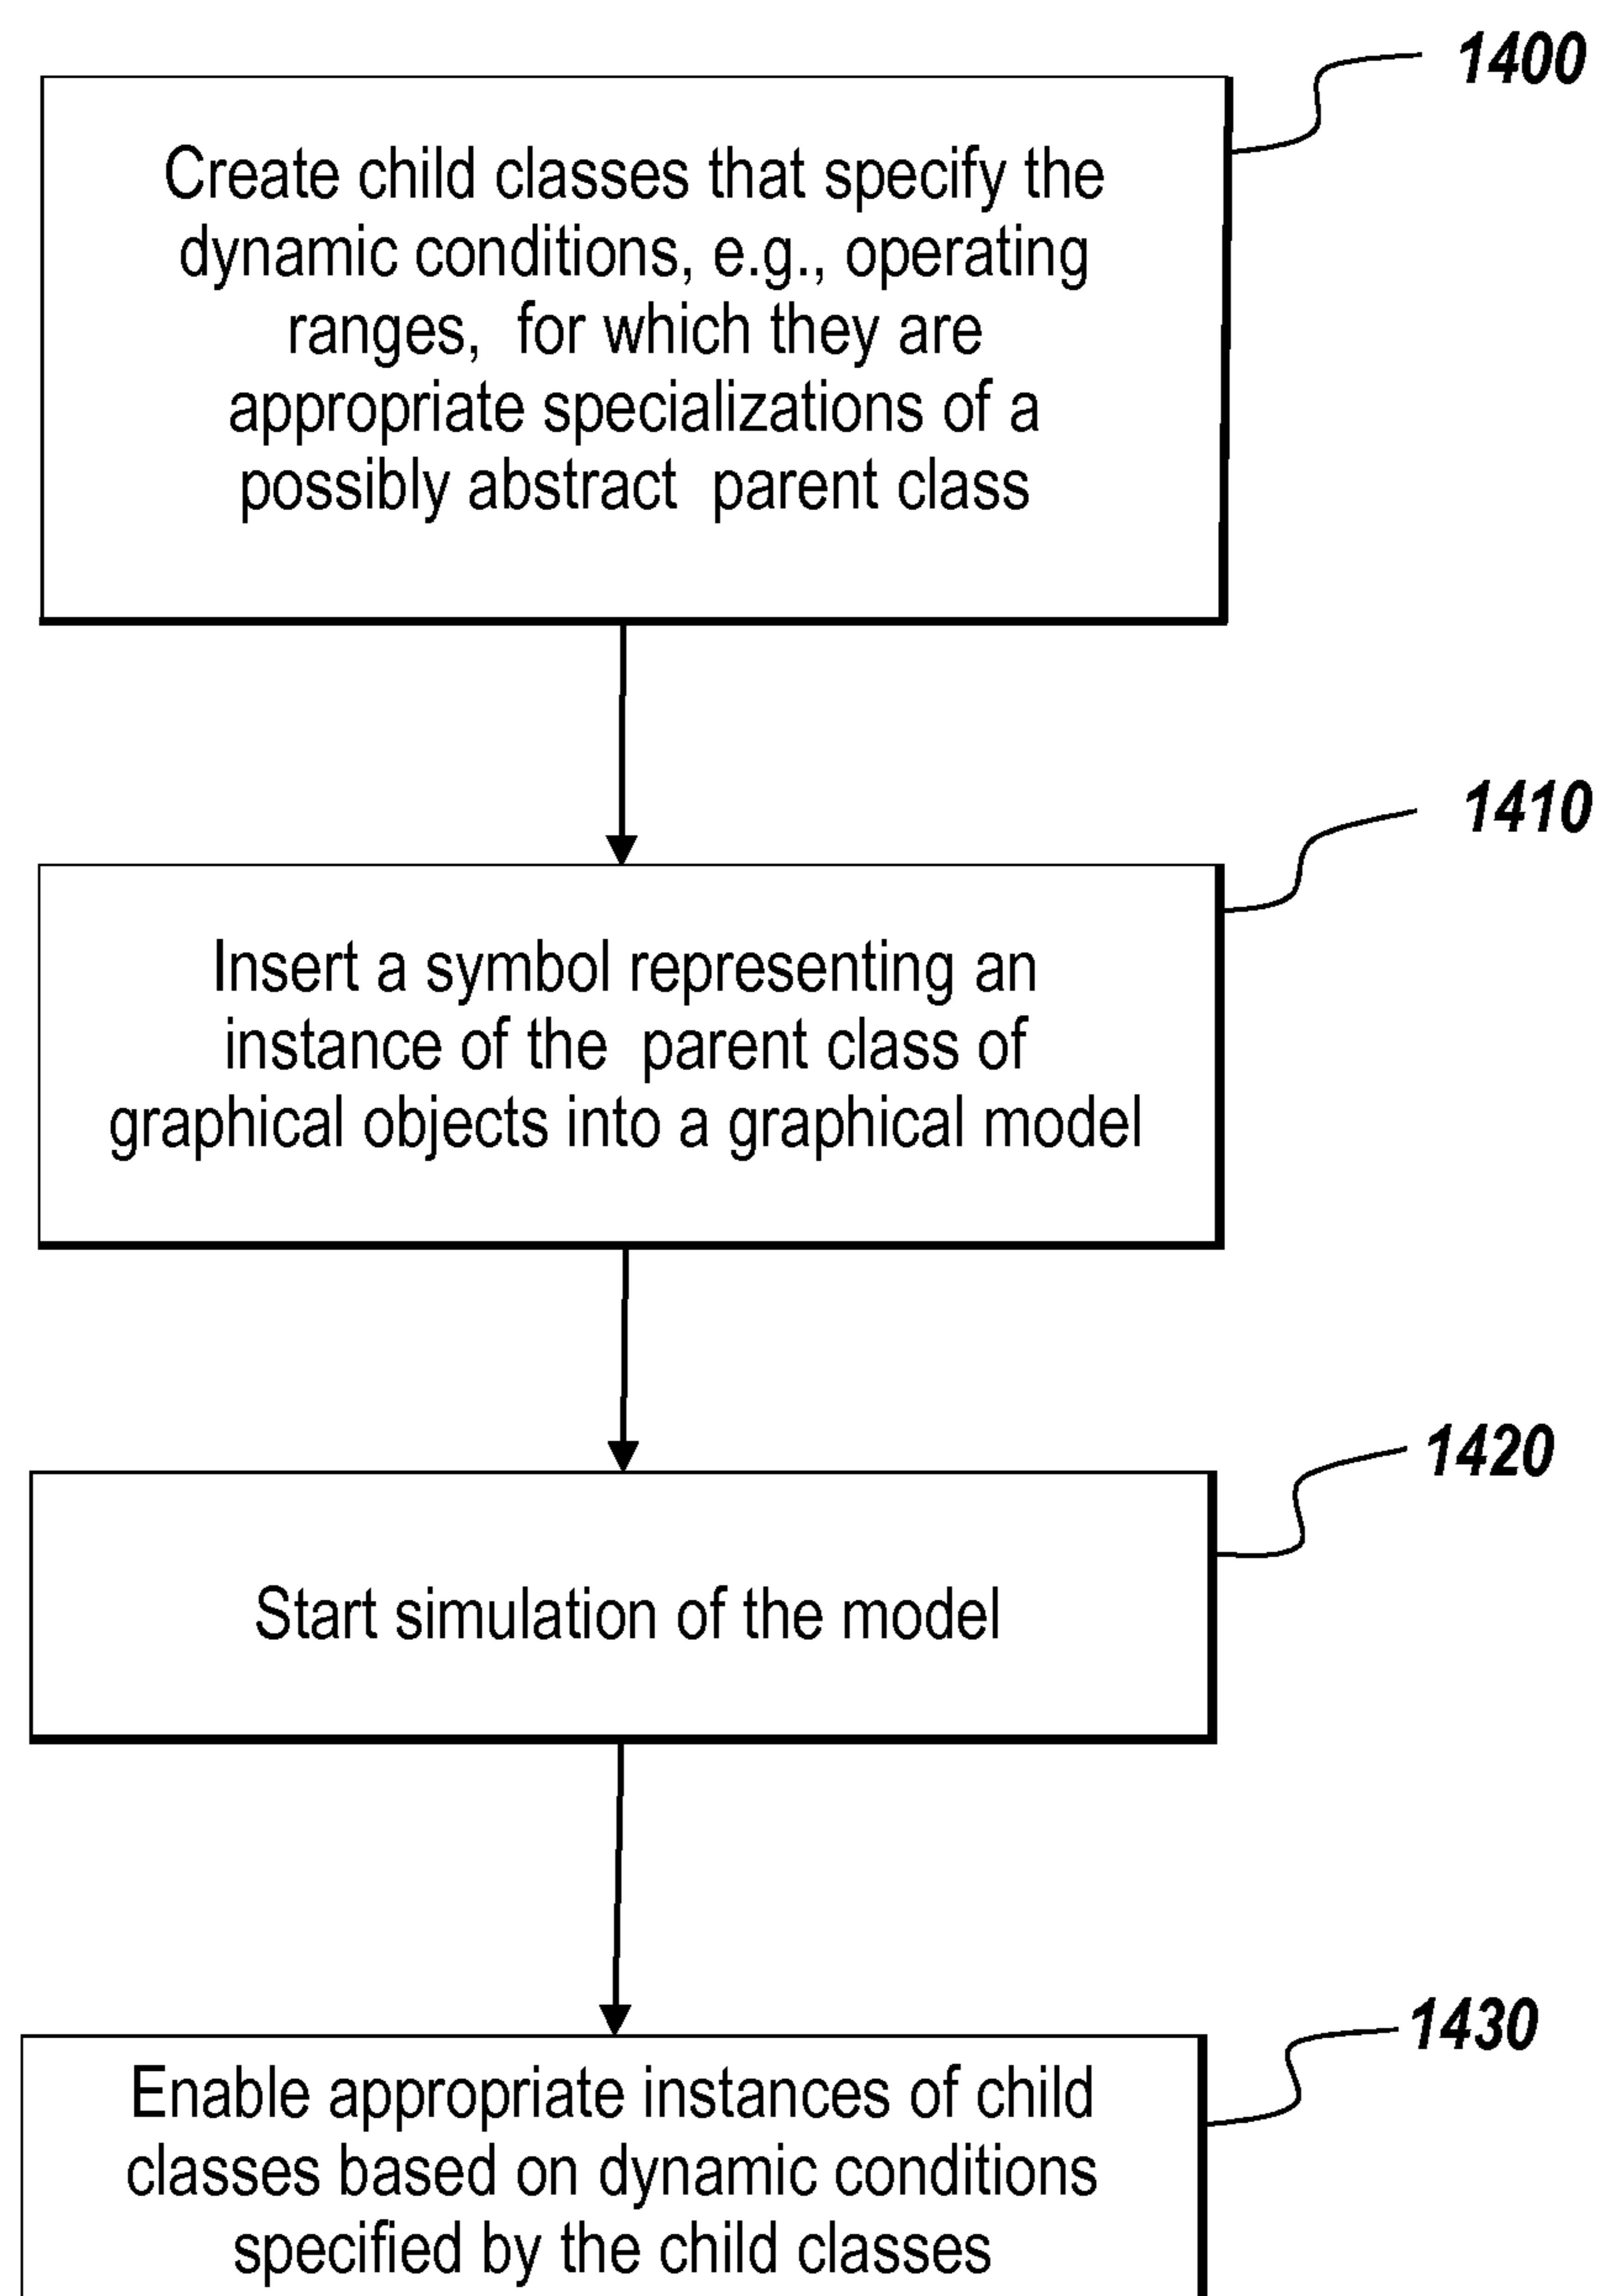 1400
Create child classes that specify the
dynamic conditions, e.g., operating
ranges, for which they are
appropriate specializations of a
possibly abstract parent class
1410
Insert a symbol representing an
instance of the parent class of
graphical objects into a graphical model
1420
Start simulation of the model
1430
Enable appropriate instances of child
classes based on dynamic conditions
specified by the child classes